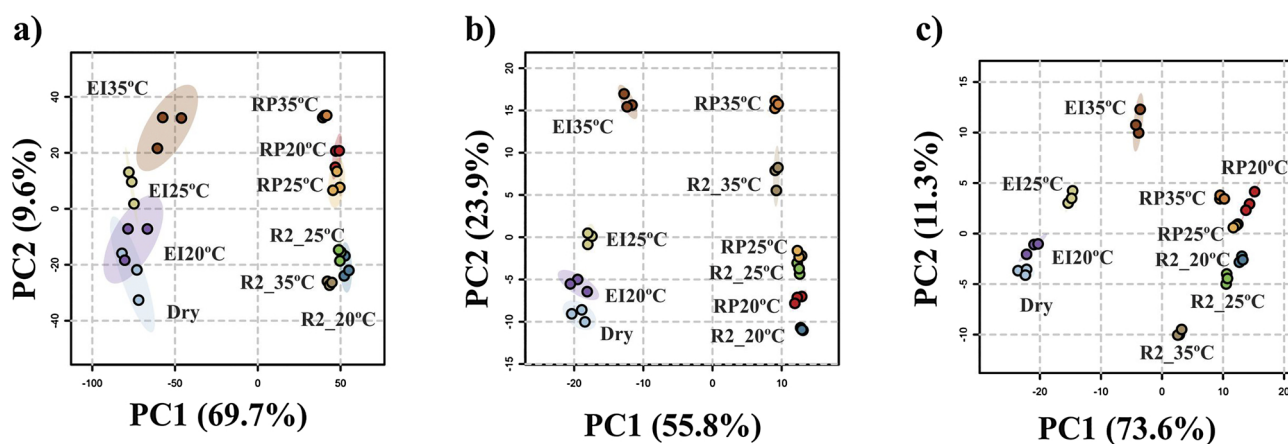 a)
EI35ºC
RP35ºC
RP20ºC
RP25ºC
EI25ºC
R2_25ºC
EI20ºC
R2_35ºC
Dry
R2_20ºC
40
20
0
-20
-40
-100
-50
0
50
PC2 (9.6%)
PC1 (69.7%)
b)
RP35ºC
EI35ºC
R2_35ºC
EI25ºC
RP25ºC
R2_25ºC
EI20ºC
RP20ºC
Dry
R2_20ºC
20
15
10
5
0
-5
-10
-15
-20
-10
0
10
PC2 (23.9%)
PC1 (55.8%)
c)
EI35ºC
RP20ºC
EI25ºC
RP35ºC
RP25ºC
EI20ºC
R2_20ºC
R2_25ºC
Dry
R2_35ºC
15
10
5
0
-5
-10
-20
-10
0
10
20
PC2 (11.3%)
PC1 (73.6%)